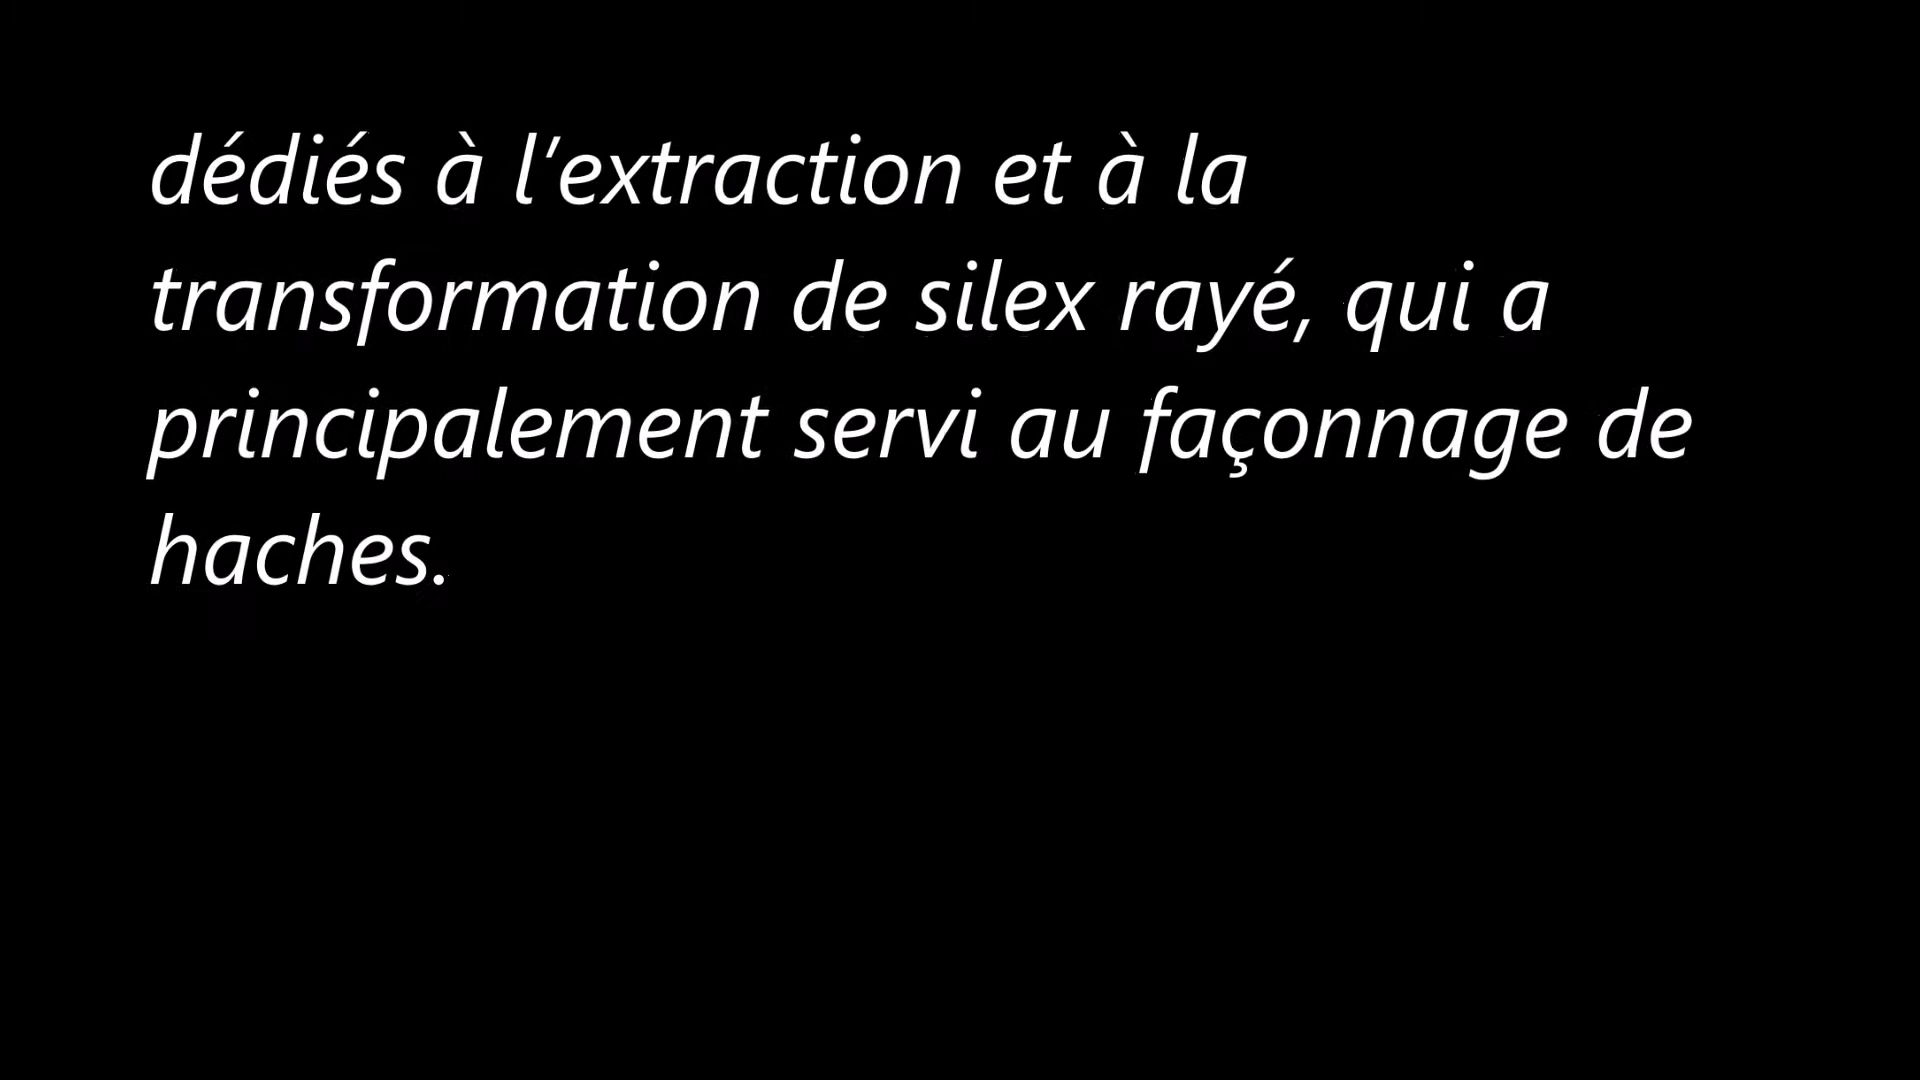 dédiés à l'extraction et à la
transformation de silex rayé, qui a
principalement servi au façonnage de
haches.